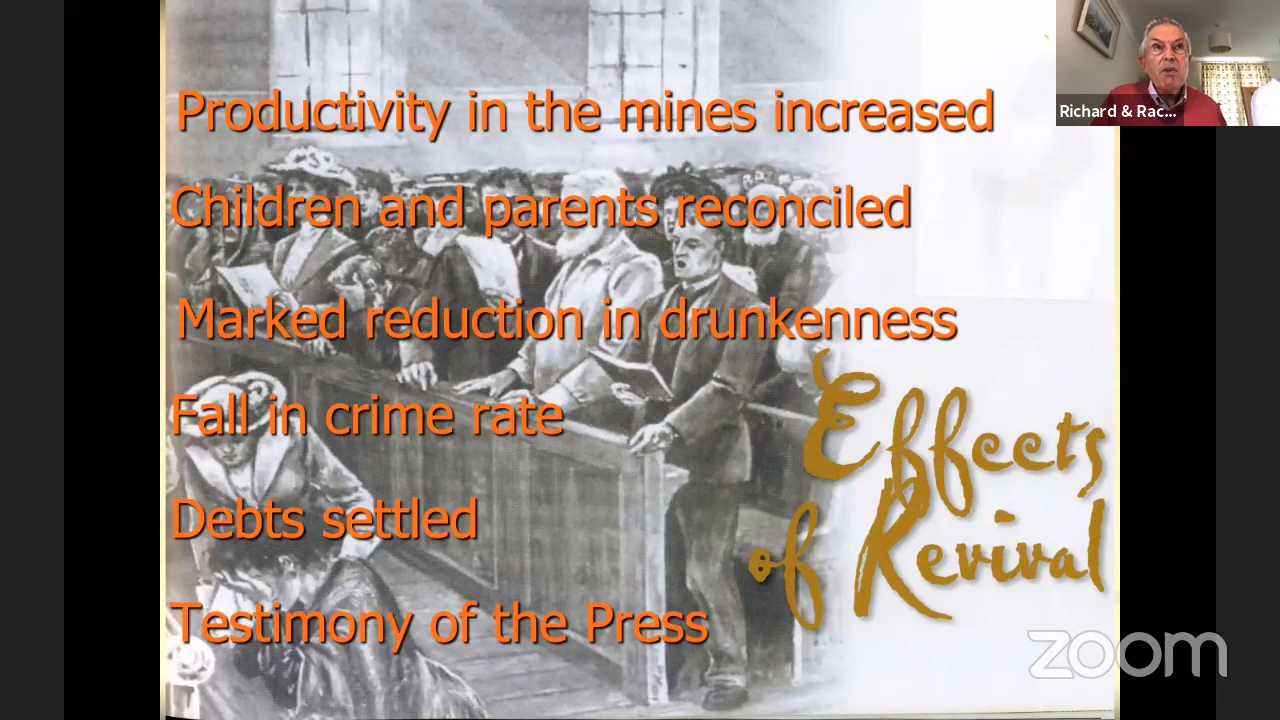 Productivity in the mines increased
Richard & Rac...
Children and parents reconciled
Marked reduction in drunkenness
Fall in crime rate
Debts settled
Testimony of the Press
Effects
of Revival
zoom